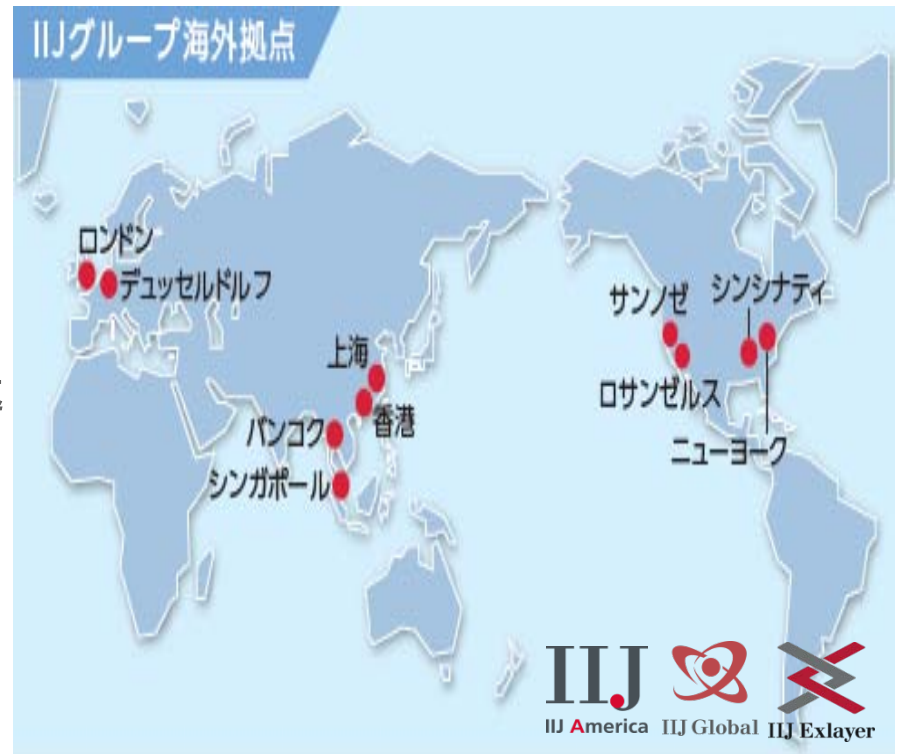 IIJグループ海外拠点
ロンドン
デュッセルドルフ
サンノゼ
シンシナティ
上海
ロサンゼルス
香港
バンコク
ニューヨーク
シンガポール
IIJ
IIJ America
IIJ Global
IIJ Exlayer